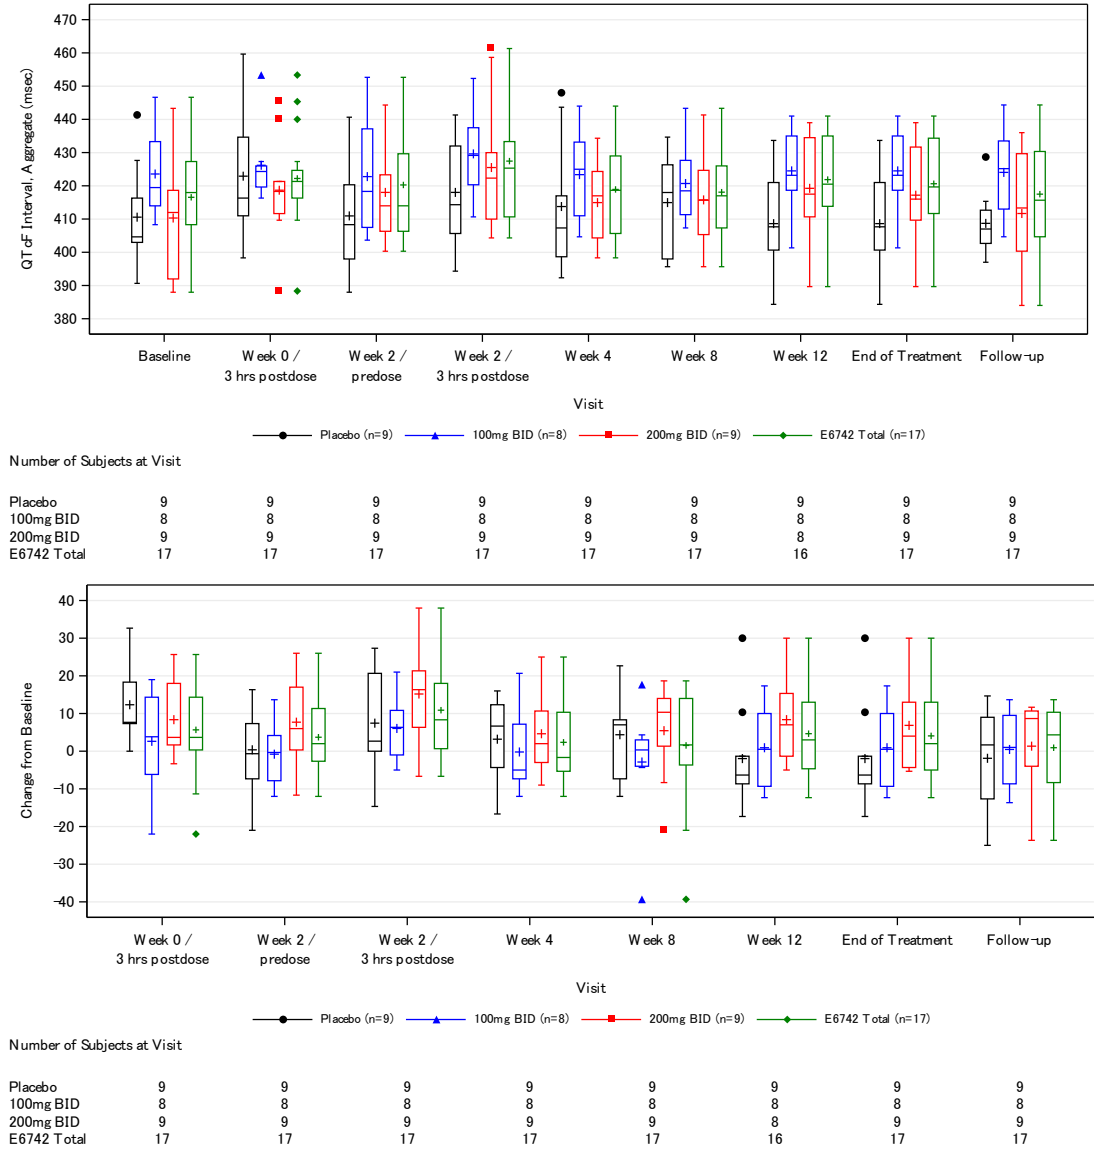 QTcF Interval, Aggregate (msec)
470
460
450
440
430
420
410
400
390
380
Baseline
Week 0 / 3 hrs postdose
Week 2 / predose
Week 2 / 3 hrs postdose
Week 4
Week 8
Week 12
End of Treatment
Follow-up
Visit
Placebo (n=9) 100mg BID (n=8) 200mg BID (n=9) E6742 Total (n=17)
Number of Subjects at Visit
Placebo 9 9 9 9 9 9 9 9 9
100mg BID 8 8 8 8 8 8 8 8 8
200mg BID 9 9 9 9 9 9 8 9 9
E6742 Total 17 17 17 17 17 17 16 17 17
Change from Baseline
40
30
20
10
0
-10
-20
-30
-40
Week 0 / 3 hrs postdose
Week 2 / predose
Week 2 / 3 hrs postdose
Week 4
Week 8
Week 12
End of Treatment
Follow-up
Visit
Placebo (n=9) 100mg BID (n=8) 200mg BID (n=9) E6742 Total (n=17)
Number of Subjects at Visit
Placebo 9 9 9 9 9 9 9 9
100mg BID 8 8 8 8 8 8 8 8
200mg BID 9 9 9 9 9 8 9 9
E6742 Total 17 17 17 17 17 16 17 17